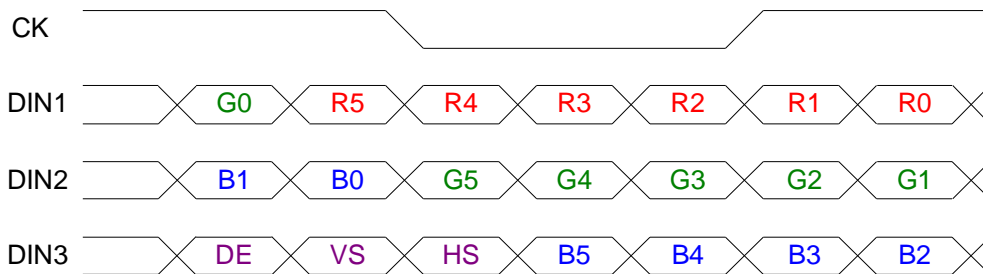 CK
DIN1 G0 R5 R4 R3 R2 R1 R0
DIN2 B1 B0 G5 G4 G3 G2 G1
DIN3 DE VS HS B5 B4 B3 B2